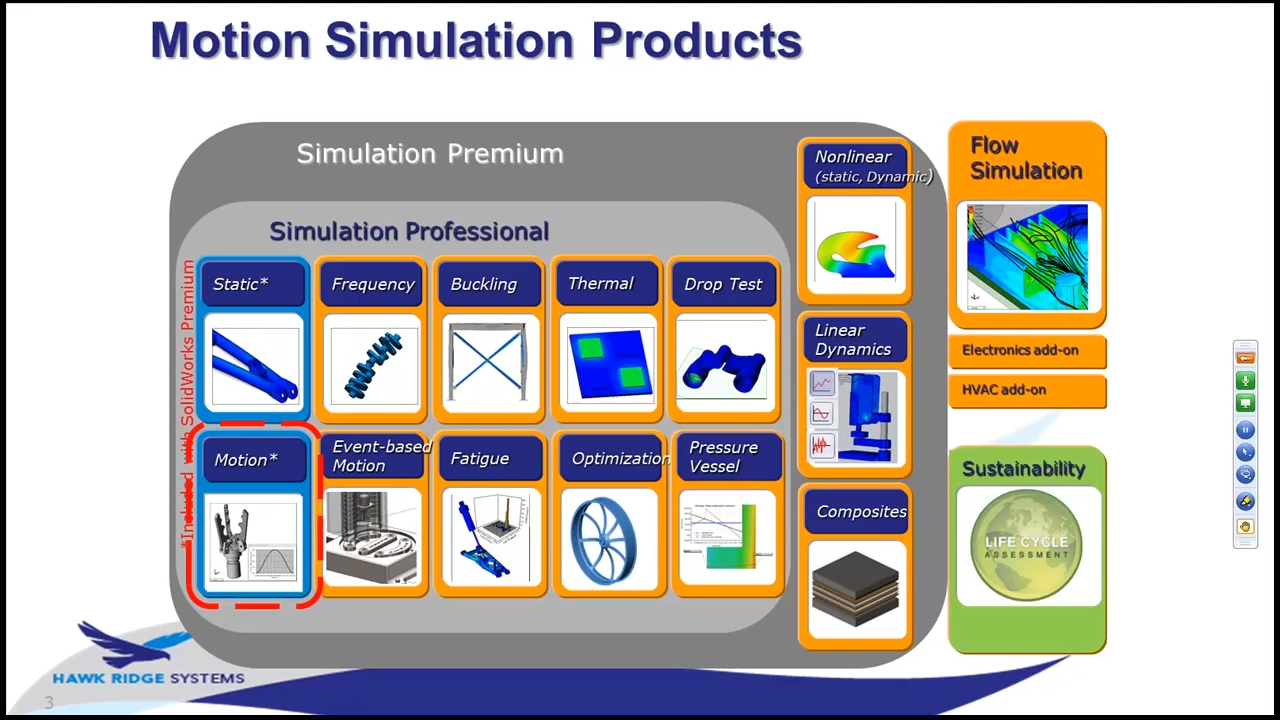 Motion Simulation Products
Simulation Premium
Simulation Professional
*Included with SolidWorks Premium
Static*
Frequency
Buckling
Thermal
Drop Test
Motion*
Event-based
Motion
Fatigue
Optimization
Pressure
Vessel
Nonlinear
(static, Dynamic)
Linear
Dynamics
Composites
Flow
Simulation
Electronics add-on
HVAC add-on
Sustainability
LIFE CYCLE
ASSESSMENT
HAWK RIDGE SYSTEMS
3